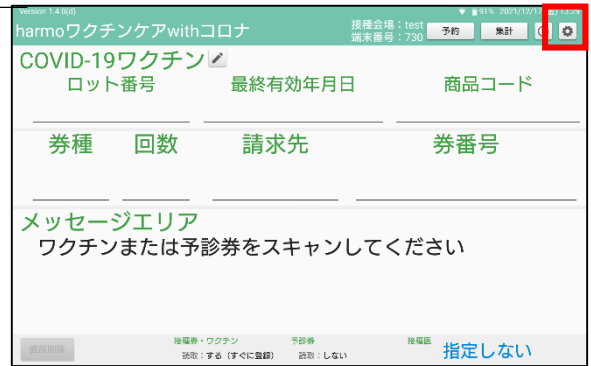 Version 1.4.0(d) 91% 2021/12/17
harmoワクチンケアwithコロナ 接種会場：test 予約 集計
端末番号：730
COVID-19ワクチン
ロット番号 最終有効年月日 商品コード
券種 回数 請求先 券番号
メッセージエリア
ワクチンまたは予診券をスキャンしてください
接種券・ワクチン 予診券 接種医
読取：する（すぐに登録） 読取：しない 指定しない